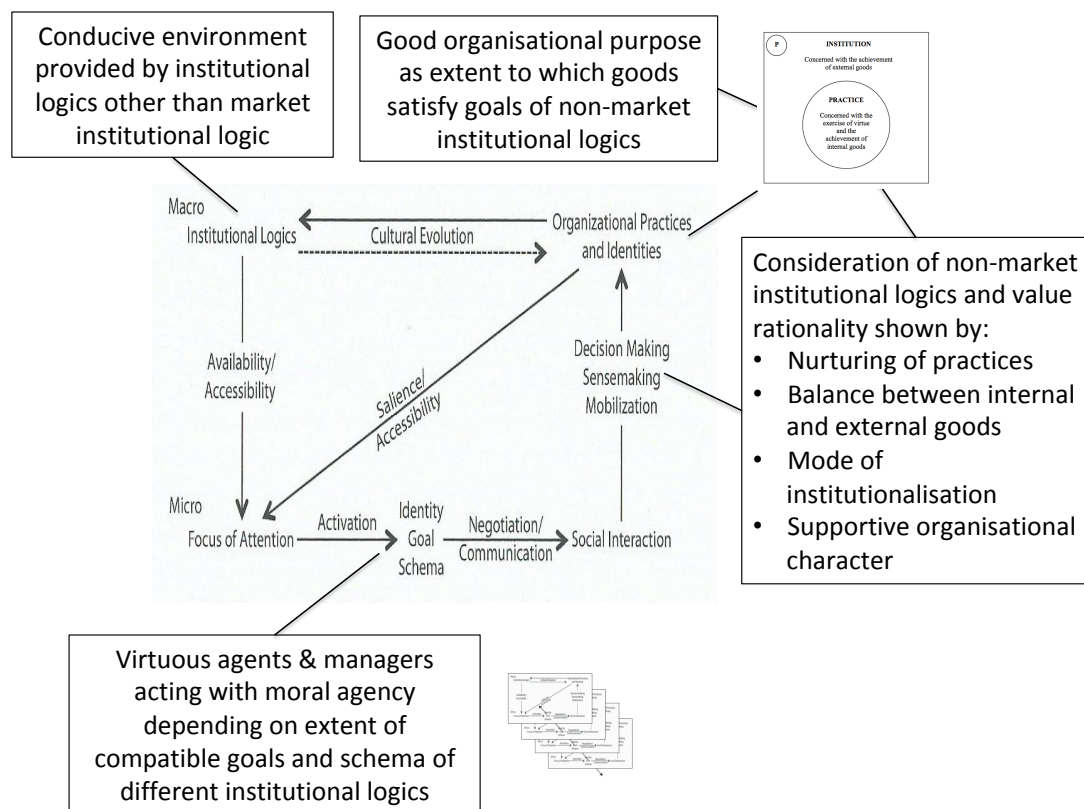 Conducive environment
provided by institutional
logics other than market
institutional logic
Good organisational purpose
as extent to which goods
satisfy goals of non-market
institutional logics
P
INSTITUTION
Concerned with the achievement
of external goods
PRACTICE
Concerned with the
exercise of virtue
and the
achievement of
internal goods
Macro
Institutional Logics
Cultural Evolution
Organizational Practices
and Identities
Availability/
Accessibility
Salience/
Accessibility
Decision Making
Sensemaking
Mobilization
Micro
Focus of Attention
Activation
Identity
Goal
Schema
Negotiation/
Communication
Social Interaction
Consideration of non-market
institutional logics and value
rationality shown by:
• Nurturing of practices
• Balance between internal
and external goods
• Mode of
institutionalisation
• Supportive organisational
character
Virtuous agents & managers
acting with moral agency
depending on extent of
compatible goals and schema of
different institutional logics